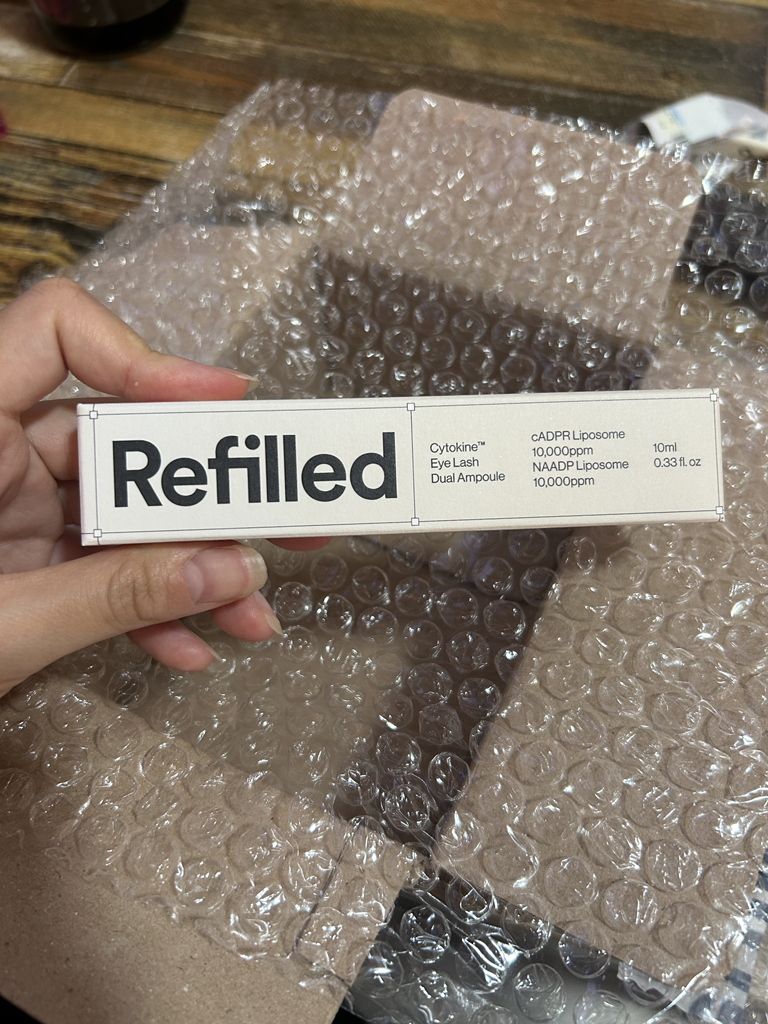 Refilled
Cytokine™
Eye Lash
Dual Ampoule
cADPR Liposome
10,000ppm
NAADP Liposome
10,000ppm
10ml
0.33 fl. oz